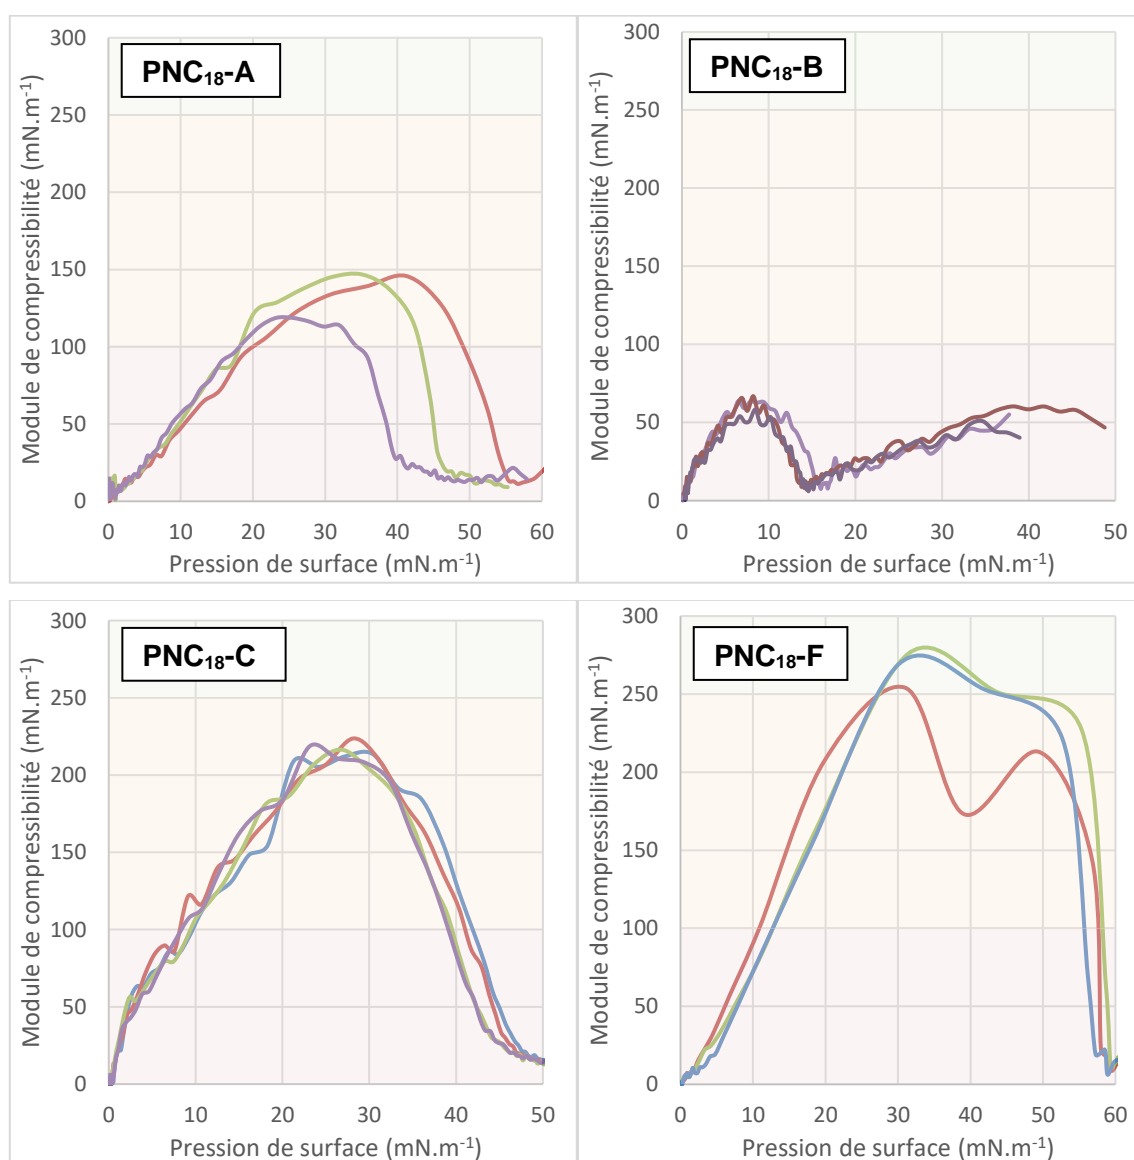 PNC₁₈-A
Module de compressibilité (mN.m⁻¹)
300
250
200
150
100
50
0
0 10 20 30 40 50 60
Pression de surface (mN.m⁻¹)
PNC₁₈-B
Module de compressibilité (mN.m⁻¹)
300
250
200
150
100
50
0
0 10 20 30 40 50
Pression de surface (mN.m⁻¹)
PNC₁₈-C
Module de compressibilité (mN.m⁻¹)
300
250
200
150
100
50
0
0 10 20 30 40 50
Pression de surface (mN.m⁻¹)
PNC₁₈-F
Module de compressibilité (mN.m⁻¹)
300
250
200
150
100
50
0
0 10 20 30 40 50 60
Pression de surface (mN.m⁻¹)